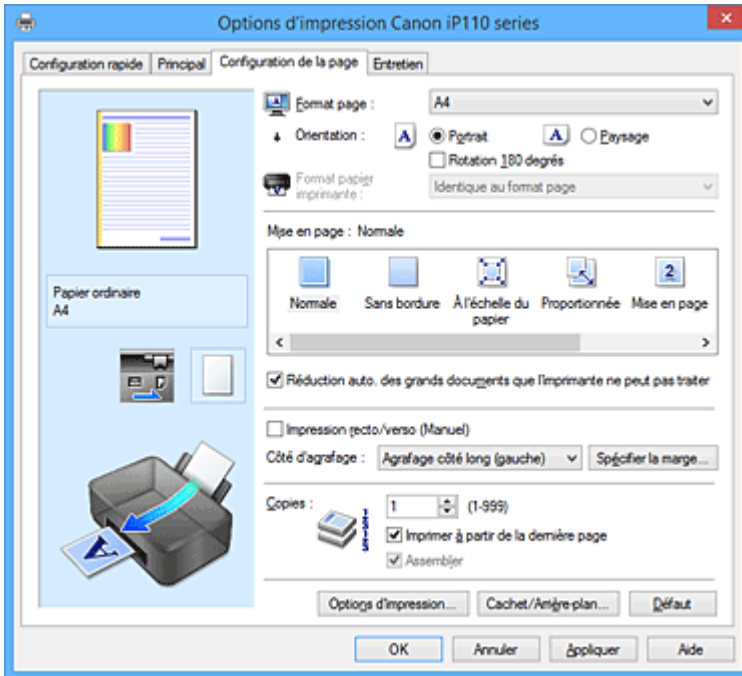 Options d'impression Canon iP110 series
Configuration rapide Principal Configuration de la page Entretien
Format page : A4
Orientation : A Portrait A Paysage
Rotation 180 degrés
Format papier
imprimante : Identique au format page
Mise en page : Normale
2
Normale Sans bordure À l'échelle du Proportionnée Mise en page
papier
Papier ordinaire
A4
Réduction auto. des grands documents que l'imprimante ne peut pas traiter
Impression recto/verso (Manuel)
Côté d'agrafage : Agrafage côté long (gauche) Spécifier la marge...
Copies : 1 (1-999)
Imprimer à partir de la dernière page
Assembler
A
Options d'impression... Cachet/Arrière-plan... Défaut
OK Annuler Appliquer Aide